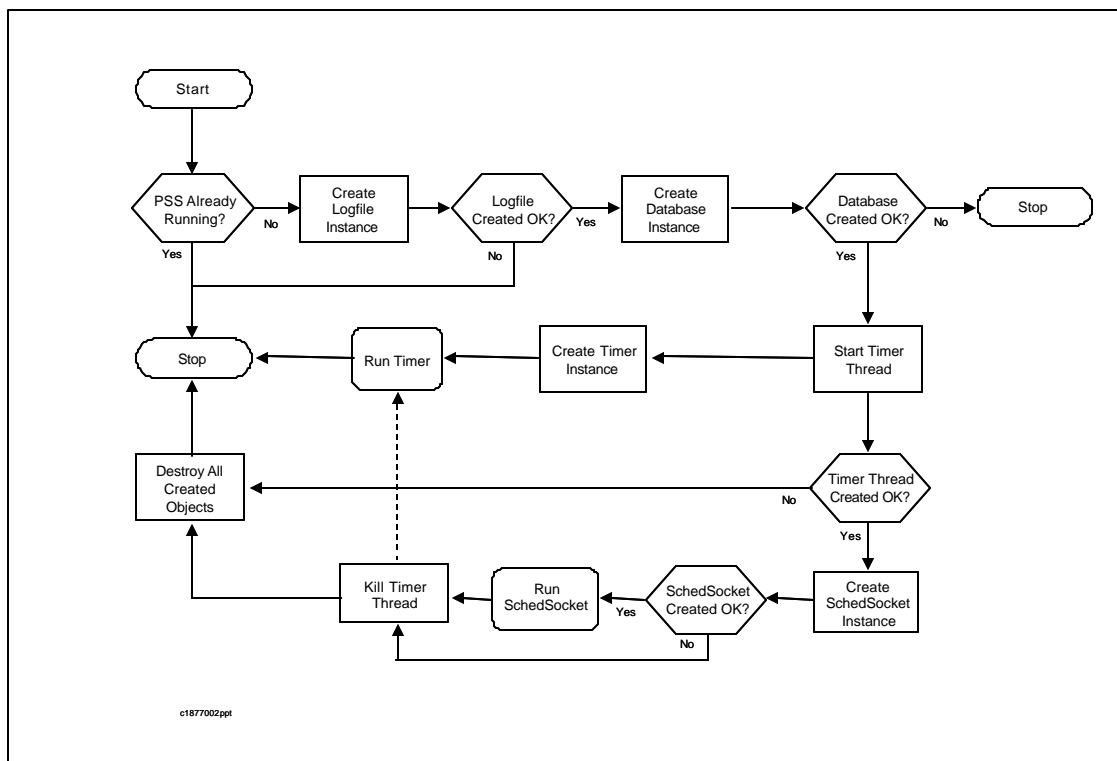 Start
PSS Already
Running?
No
Yes
Create
Logfile
Instance
Logfile
Created OK?
Yes
No
Create
Database
Instance
Database
Created OK?
No
Yes
Stop
Stop
Run Timer
Create Timer
Instance
Start Timer
Thread
Destroy All
Created
Objects
No
Timer Thread
Created OK?
Yes
Kill Timer
Thread
Run
SchedSocket
Yes
SchedSocket
Created OK?
No
Create
SchedSocket
Instance
c1877002ppt